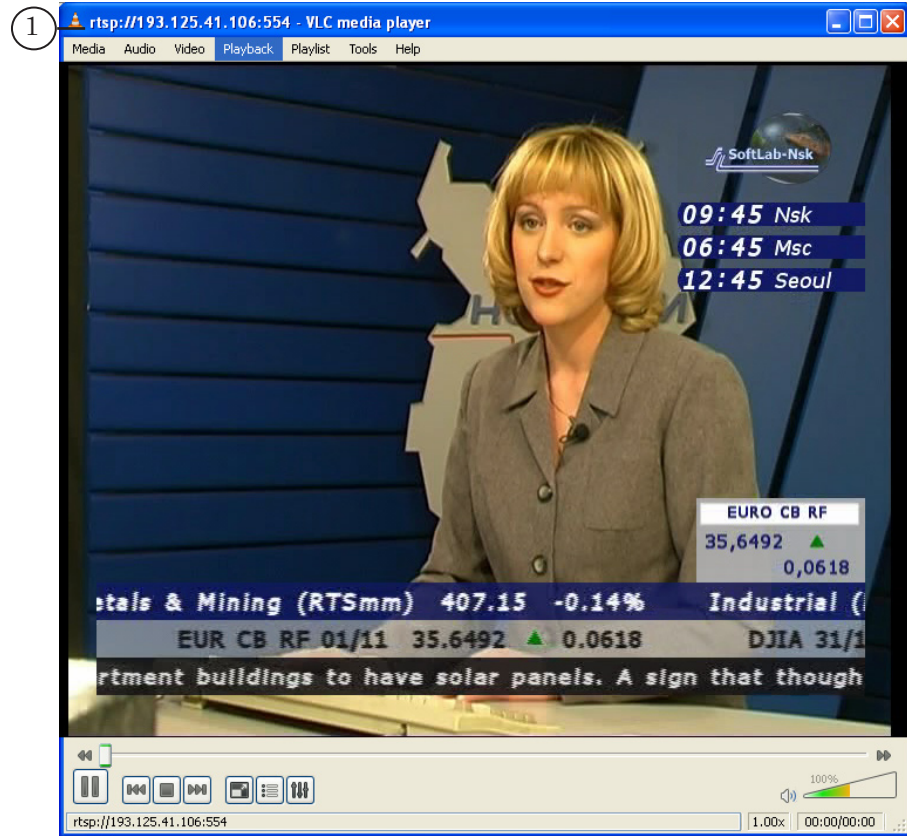 1
rtsp://193.125.41.106:554 - VLC media player
Media Audio Video Playback Playlist Tools Help
SoftLab-Nsk
09:45 Nsk
06:45 Msc
12:45 Seoul
EURO CB RF
35,6492
0,0618
etals & Mining (RTSmm) 407.15 -0.14% Industrial (
EUR CB RF 01/11 35.6492 0.0618 DJIA 31/1
rtment buildings to have solar panels. A sign that though
100%
rtsp://193.125.41.106:554 1.00x 00:00/00:00